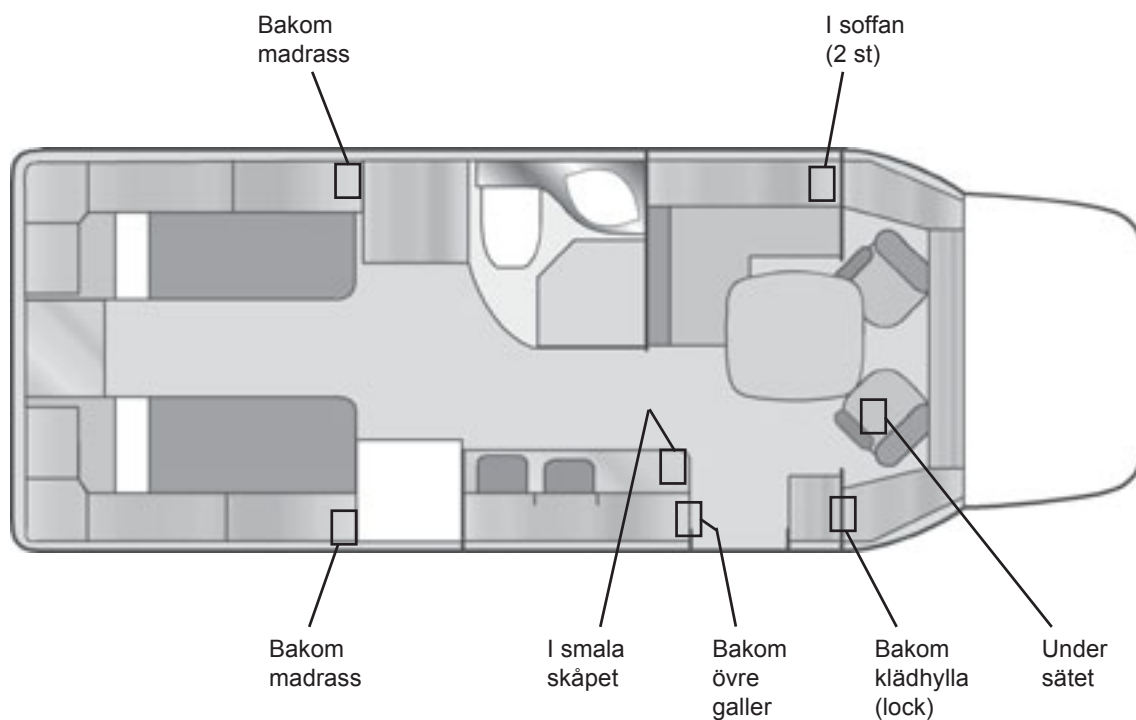 Bakom
madrass
I soffan
(2 st)
Bakom
madrass
I smala
skåpet
Bakom
övre
galler
Bakom
klädhylla
(lock)
Under
sätet